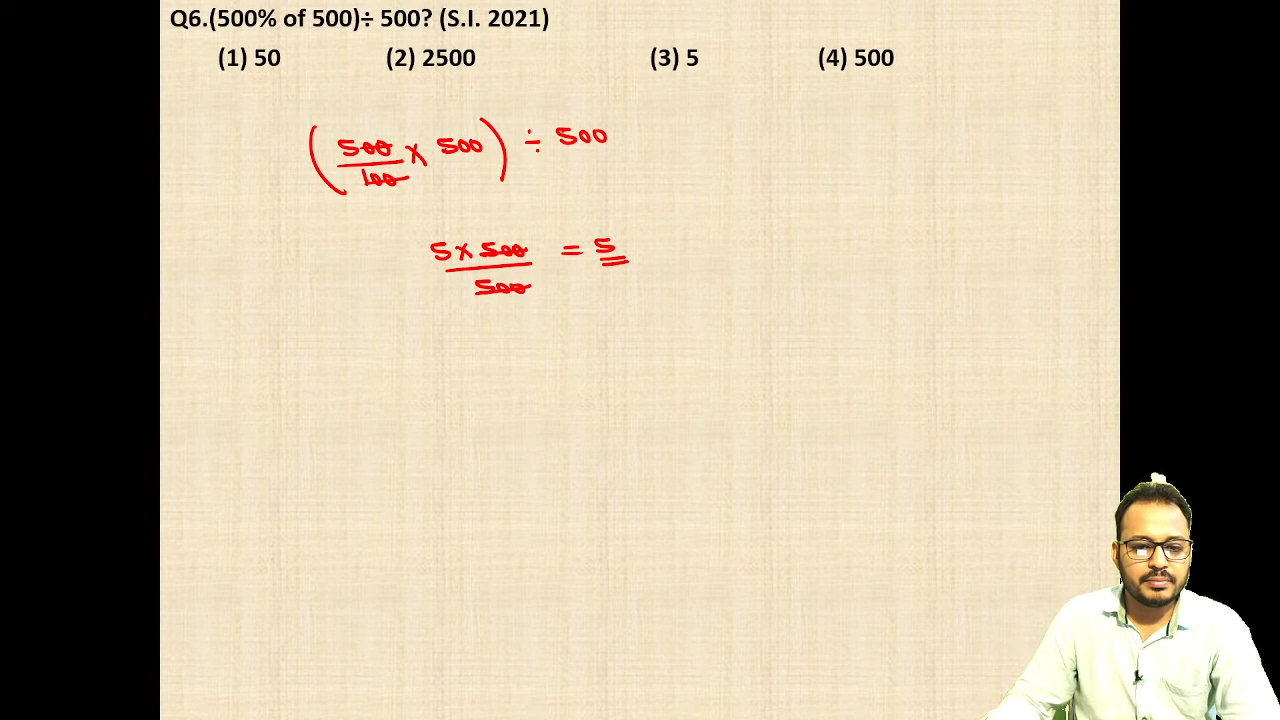 Q6.(500% of 500)÷ 500? (S.I. 2021)
(1) 50 (2) 2500 (3) 5 (4) 500
(500/100 × 500) ÷ 500
5 × 500/500 = 5